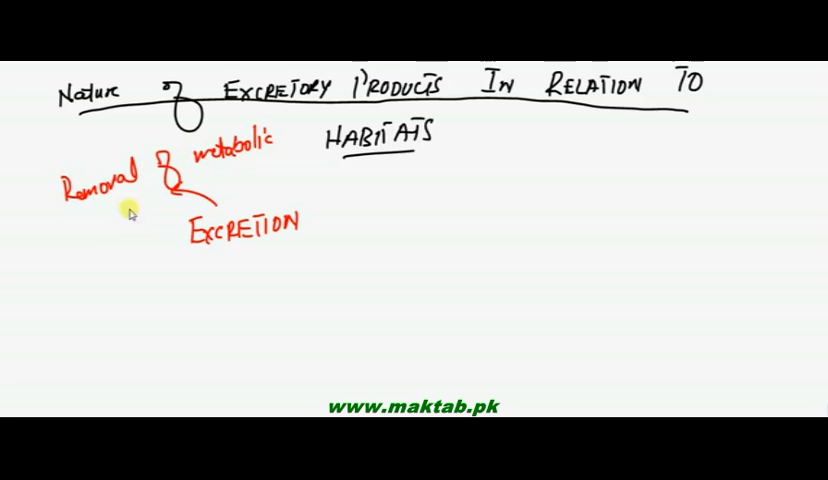 Nature of EXCRETORY PRODUCTS IN RELATION TO
HABITATS
Removal of metabolic
EXCRETION
www.maktab.pk